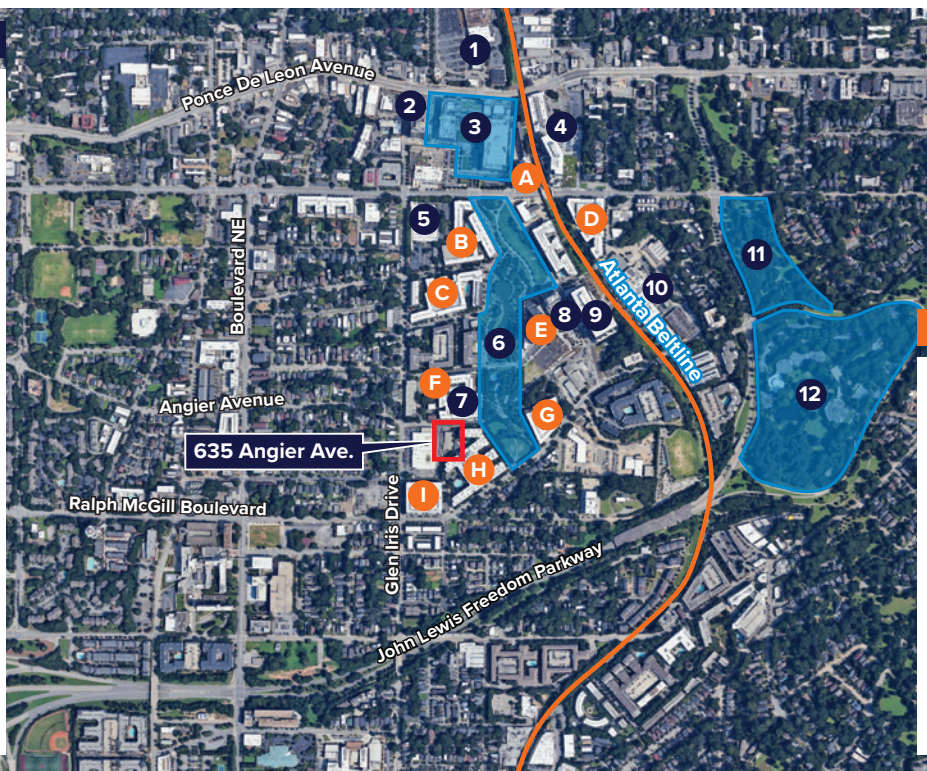 1
Ponce De Leon Avenue
2
3
4
A
5
B
D
C
Boulevard NE
Atlanta Beltline
10
11
8
9
E
6
12
F
7
Angier Avenue
G
635 Angier Ave.
H
I
Ralph McGill Boulevard
Glen Iris Drive
John Lewis Freedom Parkway